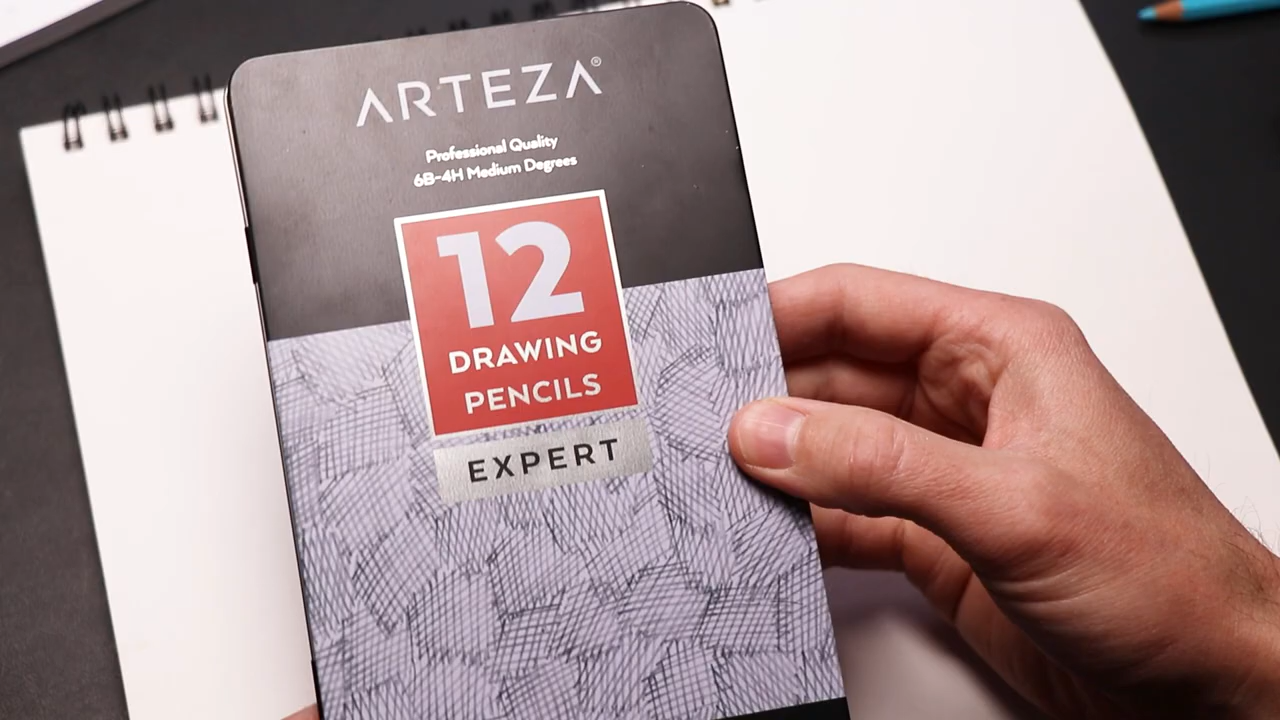 ARTEZA®
Professional Quality
6B-4H Medium Degrees
12
DRAWING
PENCILS
EXPERT